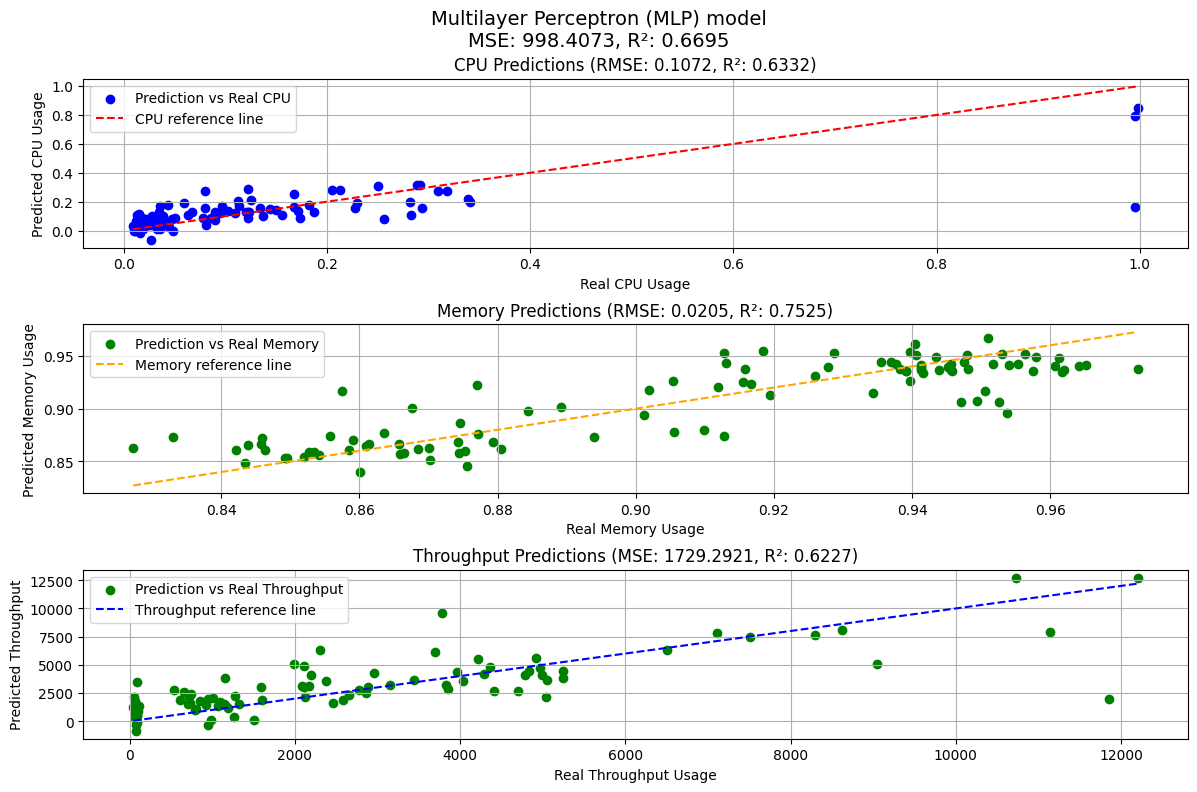 Multilayer Perceptron (MLP) model
MSE: 998.4073, R²: 0.6695
CPU Predictions (RMSE: 0.1072, R²: 0.6332)
Prediction vs Real CPU
CPU reference line
Predicted CPU Usage
1.0
0.8
0.6
0.4
0.2
0.0
0.0 0.2 0.4 0.6 0.8 1.0
Real CPU Usage
Memory Predictions (RMSE: 0.0205, R²: 0.7525)
Prediction vs Real Memory
Memory reference line
Predicted Memory Usage
0.95
0.90
0.85
0.84 0.86 0.88 0.90 0.92 0.94 0.96
Real Memory Usage
Throughput Predictions (MSE: 1729.2921, R²: 0.6227)
Prediction vs Real Throughput
Throughput reference line
Predicted Throughput
12500
10000
7500
5000
2500
0
0 2000 4000 6000 8000 10000 12000
Real Throughput Usage